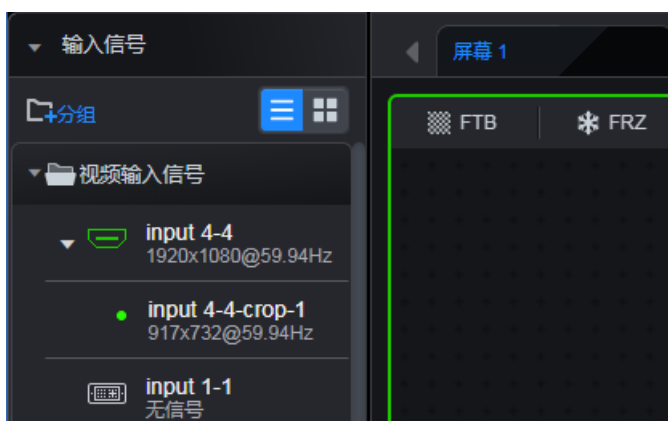 输入信号
屏幕 1
分组
FTB
FRZ
视频输入信号
input 4-4
1920x1080@59.94Hz
input 4-4-crop-1
917x732@59.94Hz
input 1-1
无信号